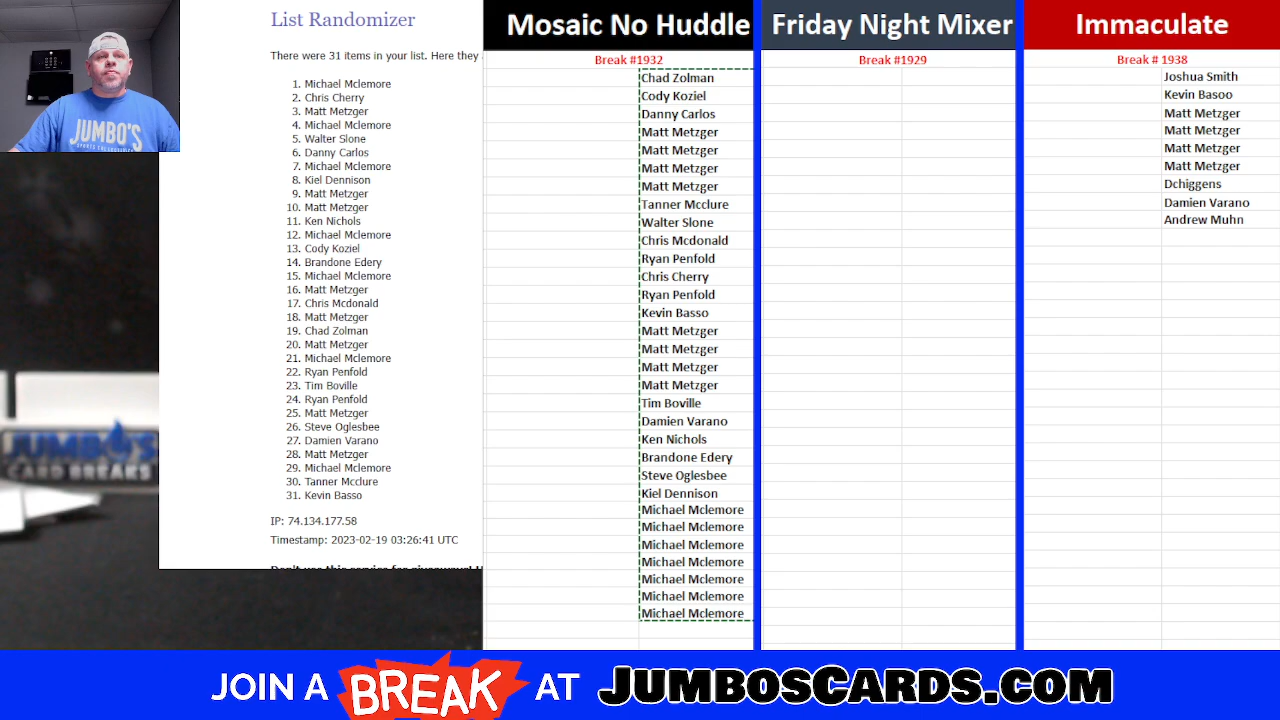 JUMBO'S
JUMBO'S
CARD BREAKS
List Randomizer
There were 31 items in your list. Here they
1. Michael Mclemore
2. Chris Cherry
3. Matt Metzger
4. Michael Mclemore
5. Walter Slone
6. Danny Carlos
7. Michael Mclemore
8. Kiel Dennison
9. Matt Metzger
10. Matt Metzger
11. Ken Nichols
12. Michael Mclemore
13. Cody Koziel
14. Brandone Edery
15. Michael Mclemore
16. Matt Metzger
17. Chris Mcdonald
18. Matt Metzger
19. Chad Zolman
20. Matt Metzger
21. Michael Mclemore
22. Ryan Penfold
23. Tim Boville
24. Ryan Penfold
25. Matt Metzger
26. Steve Oglesbee
27. Damien Varano
28. Matt Metzger
29. Michael Mclemore
30. Tanner Mcclure
31. Kevin Basso
IP: 74.134.177.58
Timestamp: 2023-02-19 03:26:41 UTC
Mosaic No Huddle
Break #1932
Chad Zolman
Cody Koziel
Danny Carlos
Matt Metzger
Matt Metzger
Matt Metzger
Matt Metzger
Tanner Mcclure
Walter Slone
Chris Mcdonald
Ryan Penfold
Chris Cherry
Ryan Penfold
Kevin Basso
Matt Metzger
Matt Metzger
Matt Metzger
Matt Metzger
Tim Boville
Damien Varano
Ken Nichols
Brandone Edery
Steve Oglesbee
Kiel Dennison
Michael Mclemore
Michael Mclemore
Michael Mclemore
Michael Mclemore
Michael Mclemore
Michael Mclemore
Michael Mclemore
Friday Night Mixer
Break #1929
Immaculate
Break # 1938
Joshua Smith
Kevin Basoo
Matt Metzger
Matt Metzger
Matt Metzger
Matt Metzger
Dchiggens
Damien Varano
Andrew Muhn
JOIN A BREAK AT JUMBOSCARDS.COM